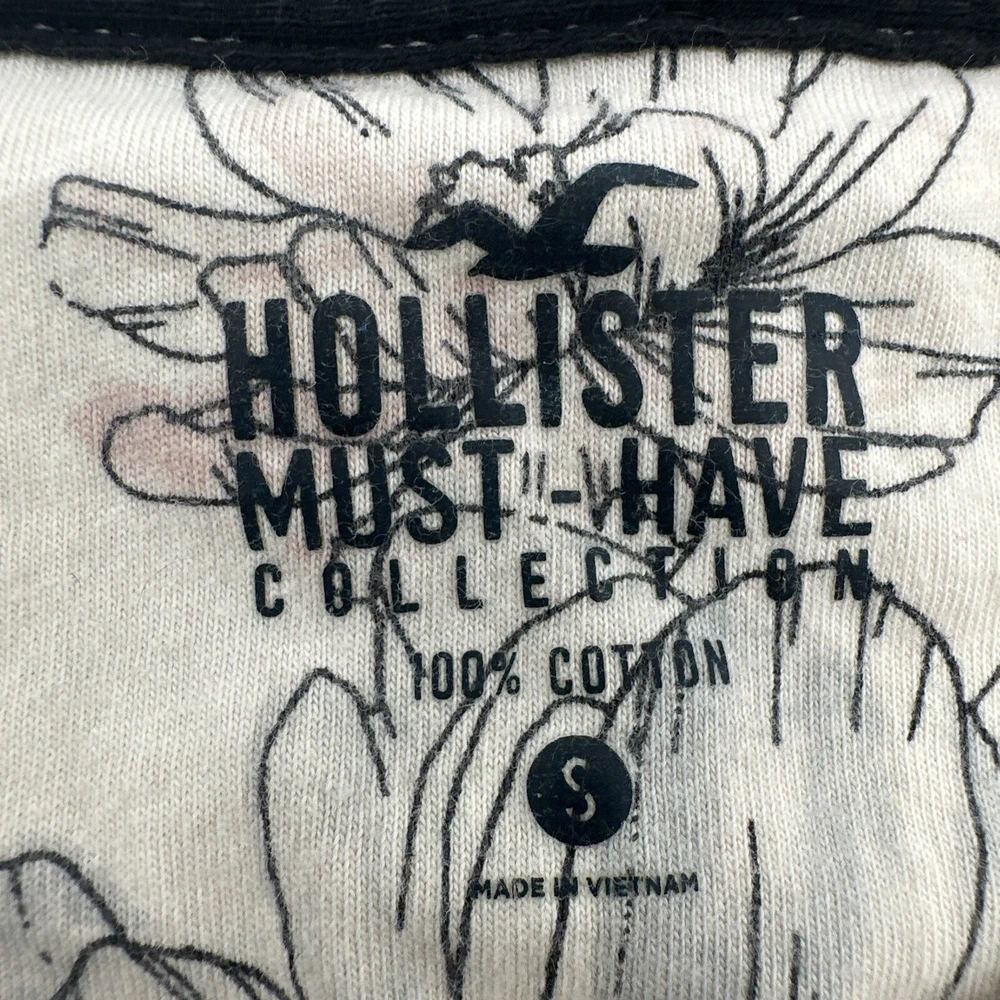 HOLLISTER
MUST-HAVE
COLLECTION
100% COTTON
S
MADE IN VIETNAM